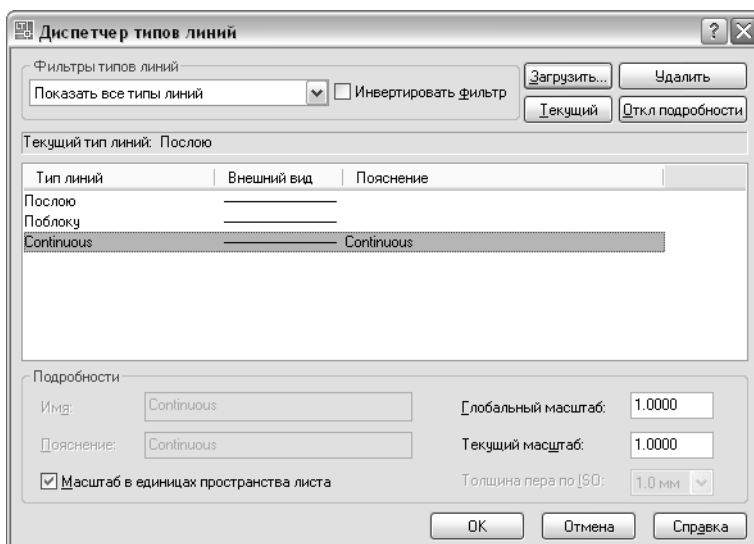 Диспетчер типов линий
Фильтры типов линий
Показать все типы линий
Инвертировать фильтр
Загрузить...
Удалить
Текущий
Откл подробности
Текущий тип линий: Послою
Тип линий Внешний вид Пояснение
Послою
Поблоку
Continuous Continuous
Подробности
Имя: Continuous
Глобальный масштаб: 1.0000
Пояснение: Continuous
Текущий масштаб: 1.0000
Масштаб в единицах пространства листа
Толщина пера по ISO: 1.0 мм
OK Отмена Справка